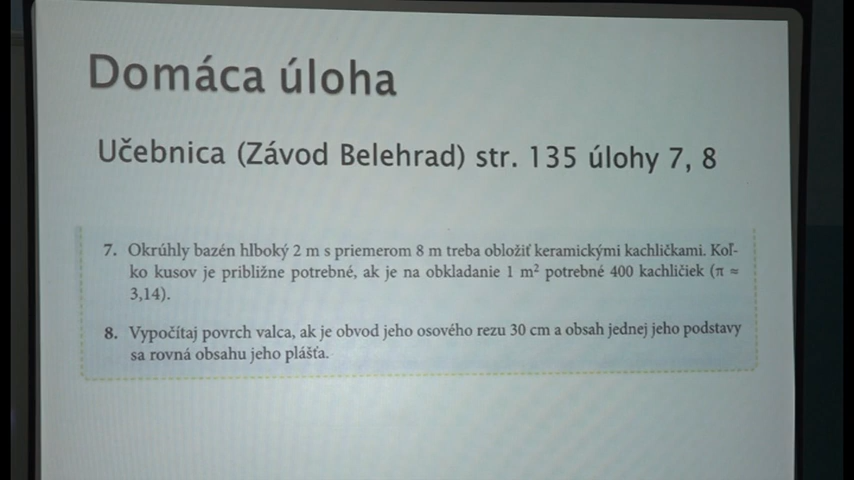 Domáca úloha
Učebnica (Závod Belehrad) str. 135 úlohy 7, 8
7. Okrúhly bazén hlboký 2 m s priemerom 8 m treba obložiť keramickými kachličkami. Koľ-
ko kusov je približne potrebné, ak je na obkladanie 1 m² potrebné 400 kachličiek (π ≈
3,14).
8. Vypočítaj povrch valca, ak je obvod jeho osového rezu 30 cm a obsah jednej jeho podstavy
sa rovná obsahu jeho plášťa.